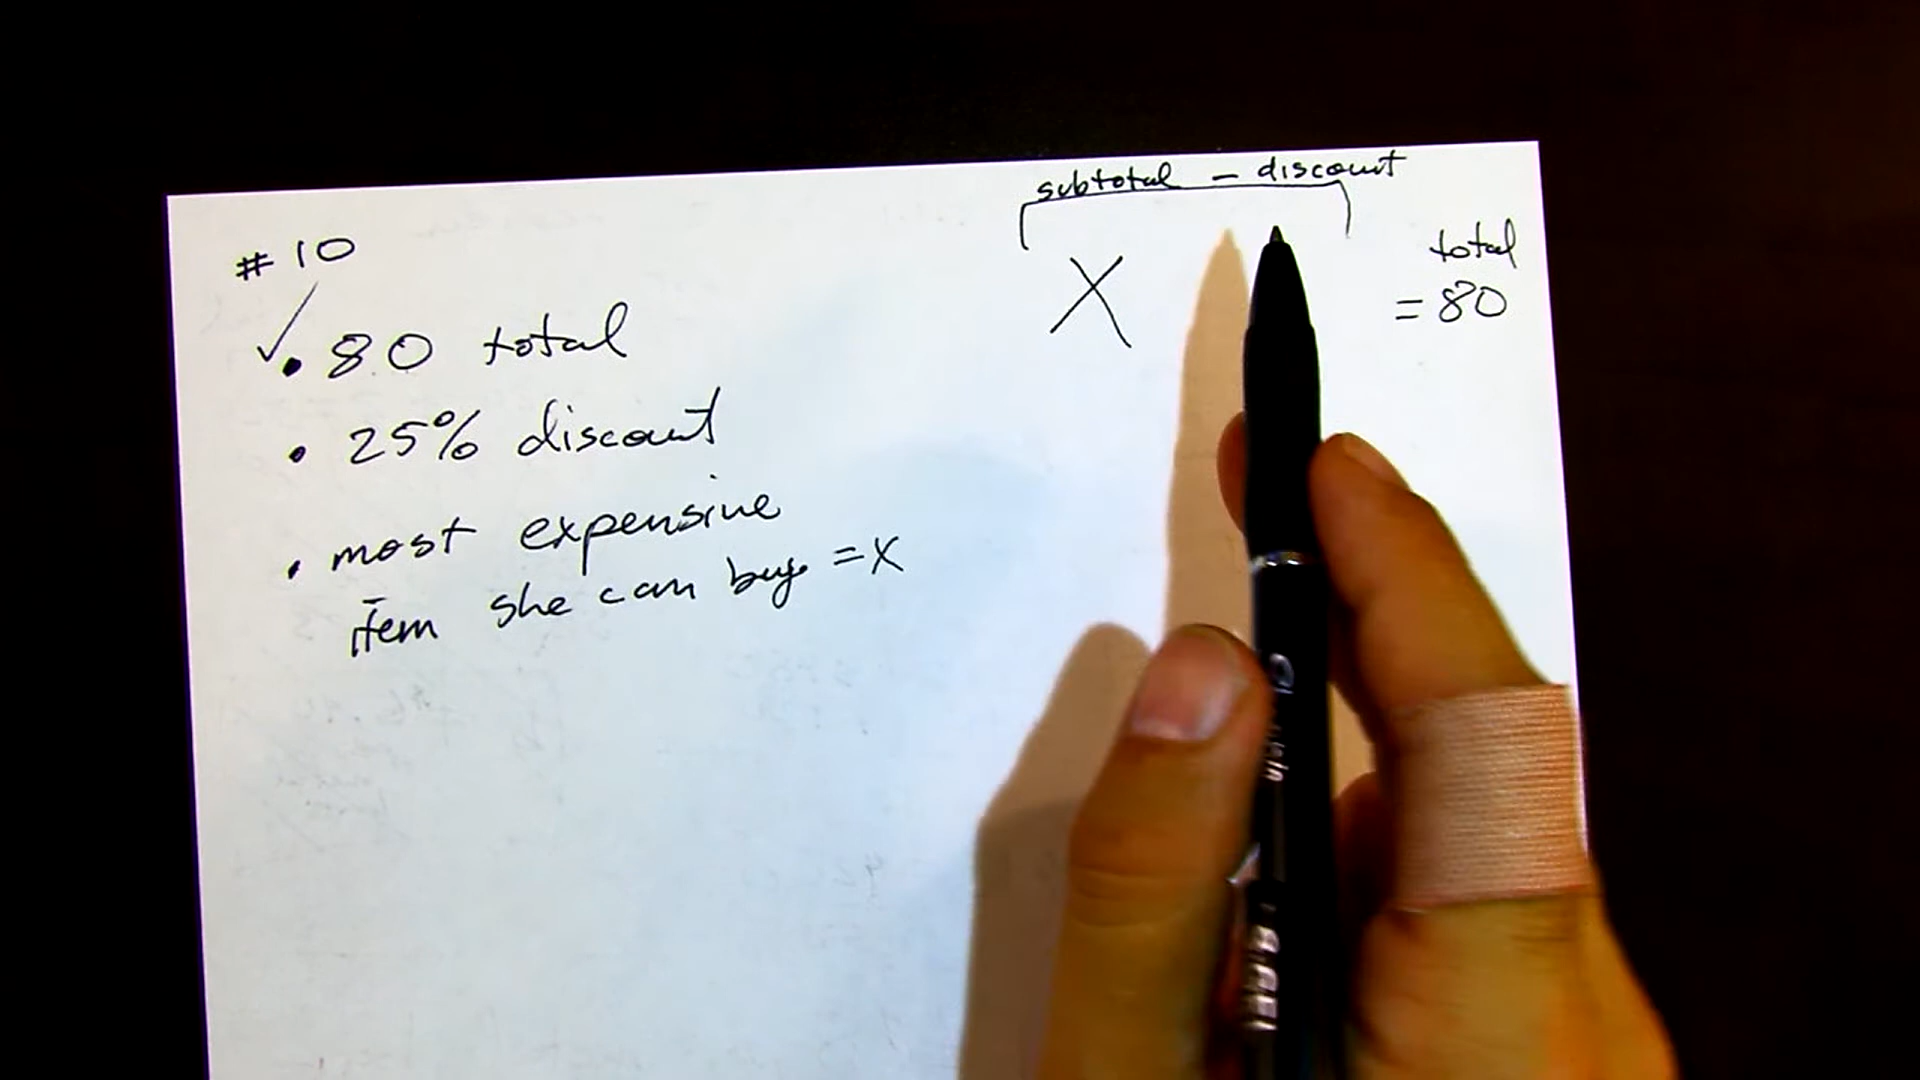 #10
• 80 total
• 25% discount
• most expensive
item she can buy = X
subtotal - discount
X
total
= 80